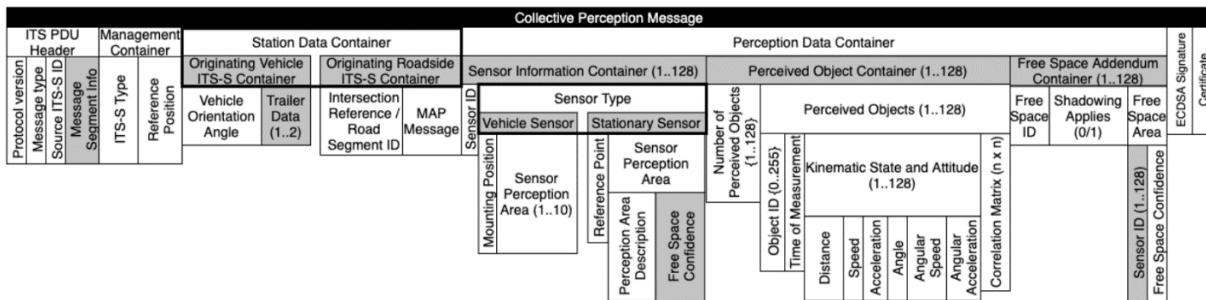 Collective Perception Message
ITS PDU
Header
Management
Container
Station Data Container
Perception Data Container
ECDSA Signature
Certificate
Protocol version
Message type
Source ITS-S ID
Message
Segment Info
ITS-S Type
Reference
Position
Originating Vehicle
ITS-S Container
Originating Roadside
ITS-S Container
Vehicle
Orientation
Angle
Trailer
Data
(1..2)
Intersection
Reference /
Road
Segment ID
MAP
Message
Sensor Information Container (1..128)
Perceived Object Container (1..128)
Free Space Addendum
Container (1..128)
Sensor ID
Sensor Type
Vehicle Sensor
Stationary Sensor
Mounting Position
Sensor
Perception
Area (1..10)
Reference Point
Sensor
Perception
Area
Perception Area
Description
Free Space
Confidence
Number of
Perceived Objects
{1..128}
Perceived Objects (1..128)
Object ID {0..255}
Time of Measurement
Kinematic State and Attitude
(1..128)
Distance
Speed
Acceleration
Angle
Angular
Speed
Angular
Acceleration
Correlation Matrix (n x n)
Free
Space
ID
Shadowing
Applies
(0/1)
Free
Space
Area
Sensor ID (1..128)
Free Space Confidence